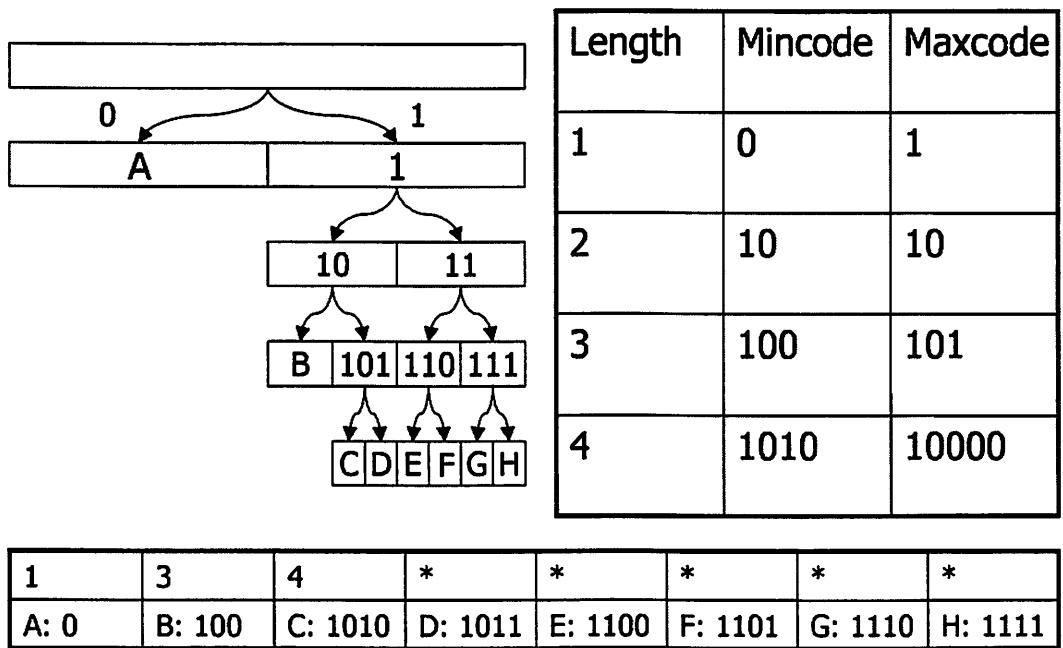 0 1
A 1
10 11
B 101 110 111
C D E F G H
Length Mincode Maxcode
1 0 1
2 10 10
3 100 101
4 1010 10000
1 3 4 * * * * *
A: 0 B: 100 C: 1010 D: 1011 E: 1100 F: 1101 G: 1110 H: 1111